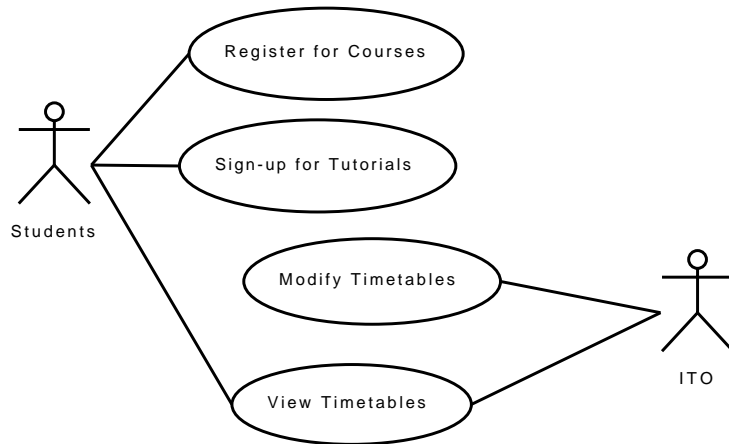 Register for Courses
Sign-up for Tutorials
Students
Modify Timetables
ITO
View Timetables